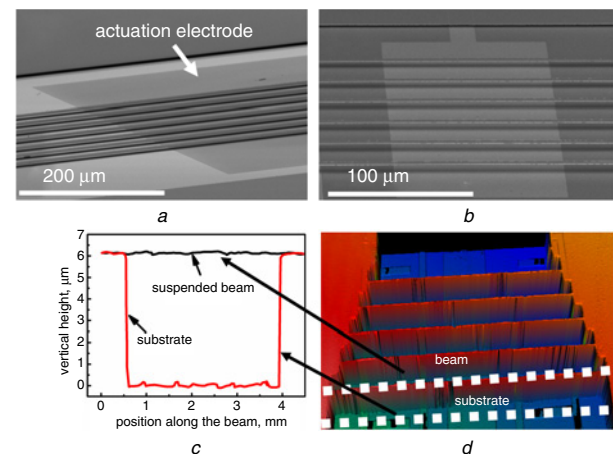 actuation electrode
200 μm
100 μm
a
b
7
6
5
4
3
2
1
0
vertical height, μm
suspended beam
substrate
0 1 2 3 4
position along the beam, mm
beam
substrate
c
d